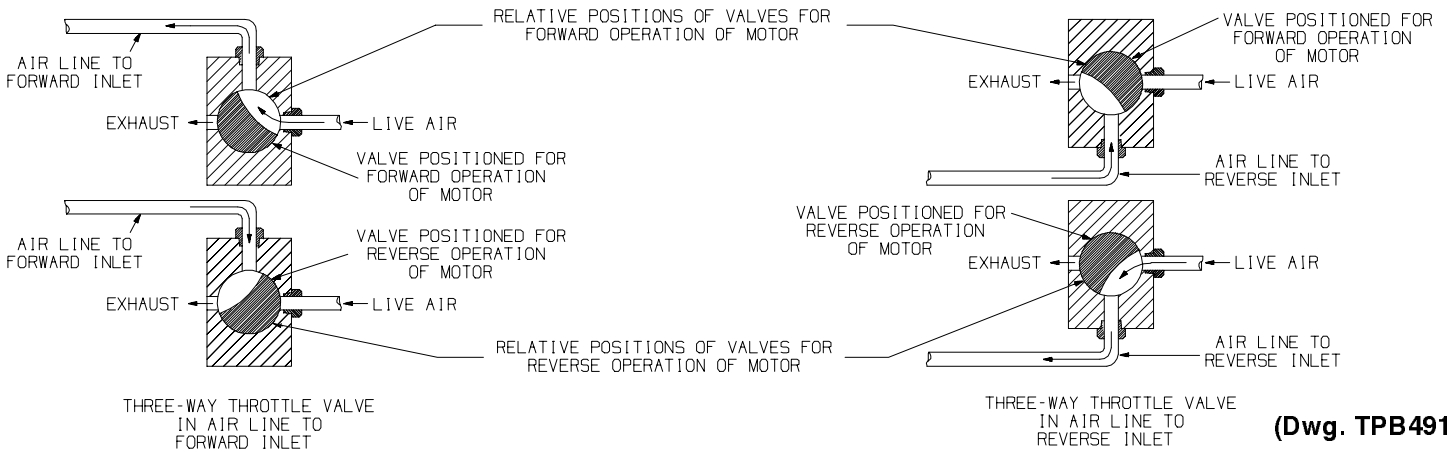 RELATIVE POSITIONS OF VALVES FOR
FORWARD OPERATION OF MOTOR
AIR LINE TO
FORWARD INLET
EXHAUST
LIVE AIR
VALVE POSITIONED FOR
FORWARD OPERATION
OF MOTOR
VALVE POSITIONED FOR
FORWARD OPERATION
OF MOTOR
EXHAUST
LIVE AIR
AIR LINE TO
REVERSE INLET
AIR LINE TO
FORWARD INLET
VALVE POSITIONED FOR
REVERSE OPERATION
OF MOTOR
EXHAUST
LIVE AIR
VALVE POSITIONED FOR
REVERSE OPERATION
OF MOTOR
EXHAUST
LIVE AIR
RELATIVE POSITIONS OF VALVES FOR
REVERSE OPERATION OF MOTOR
AIR LINE TO
REVERSE INLET
THREE-WAY THROTTLE VALVE
IN AIR LINE TO
FORWARD INLET
THREE-WAY THROTTLE VALVE
IN AIR LINE TO
REVERSE INLET
(Dwg. TPB491